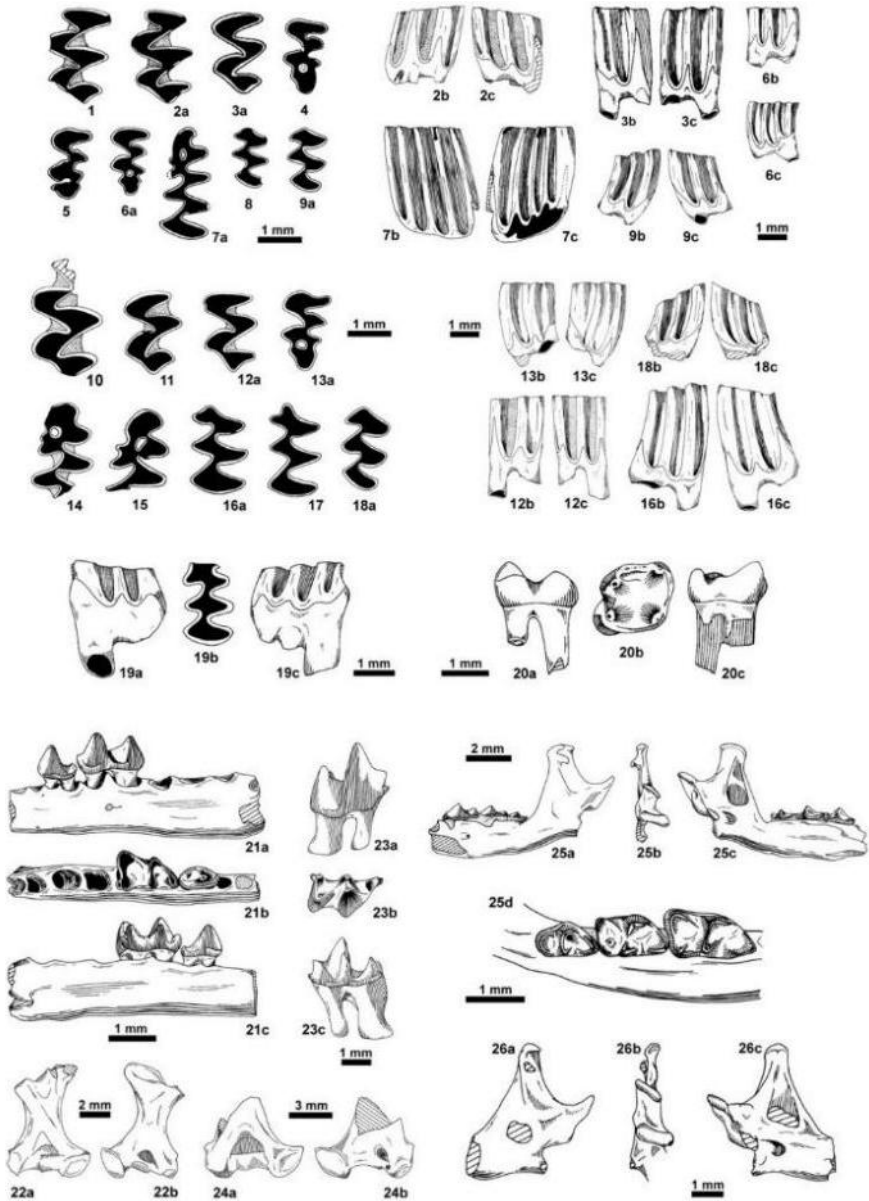 1 2a 3a 4
2b 2c
3b 3c
6b
6c
5 6a 7a 8 9a
1 mm
7b 7c
9b 9c
1 mm
10 11 12a 13a
1 mm
1 mm
13b 13c 18b 18c
14 15 16a 17 18a
12b 12c 16b 16c
19a 19b 19c
1 mm
1 mm
20a 20b 20c
21a
23a
2 mm
25a 25b 25c
21b
23b
25d
21c
1 mm
23c
1 mm
1 mm
26a 26b 26c
2 mm
3 mm
22a 22b 24a 24b
1 mm